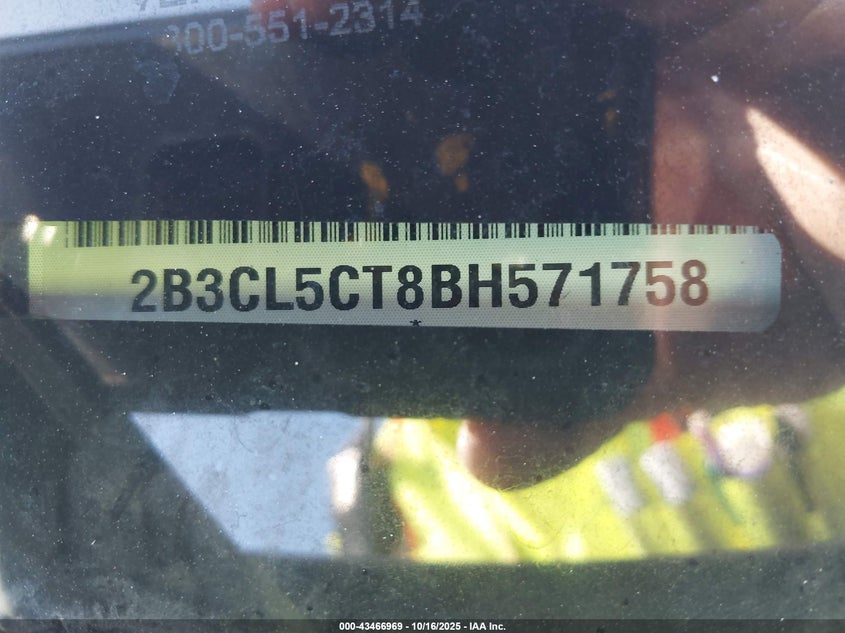 800-551-2314
2B3CL5CT8BH571758
*
000-43466969 - 10/16/2025 - IAA Inc.